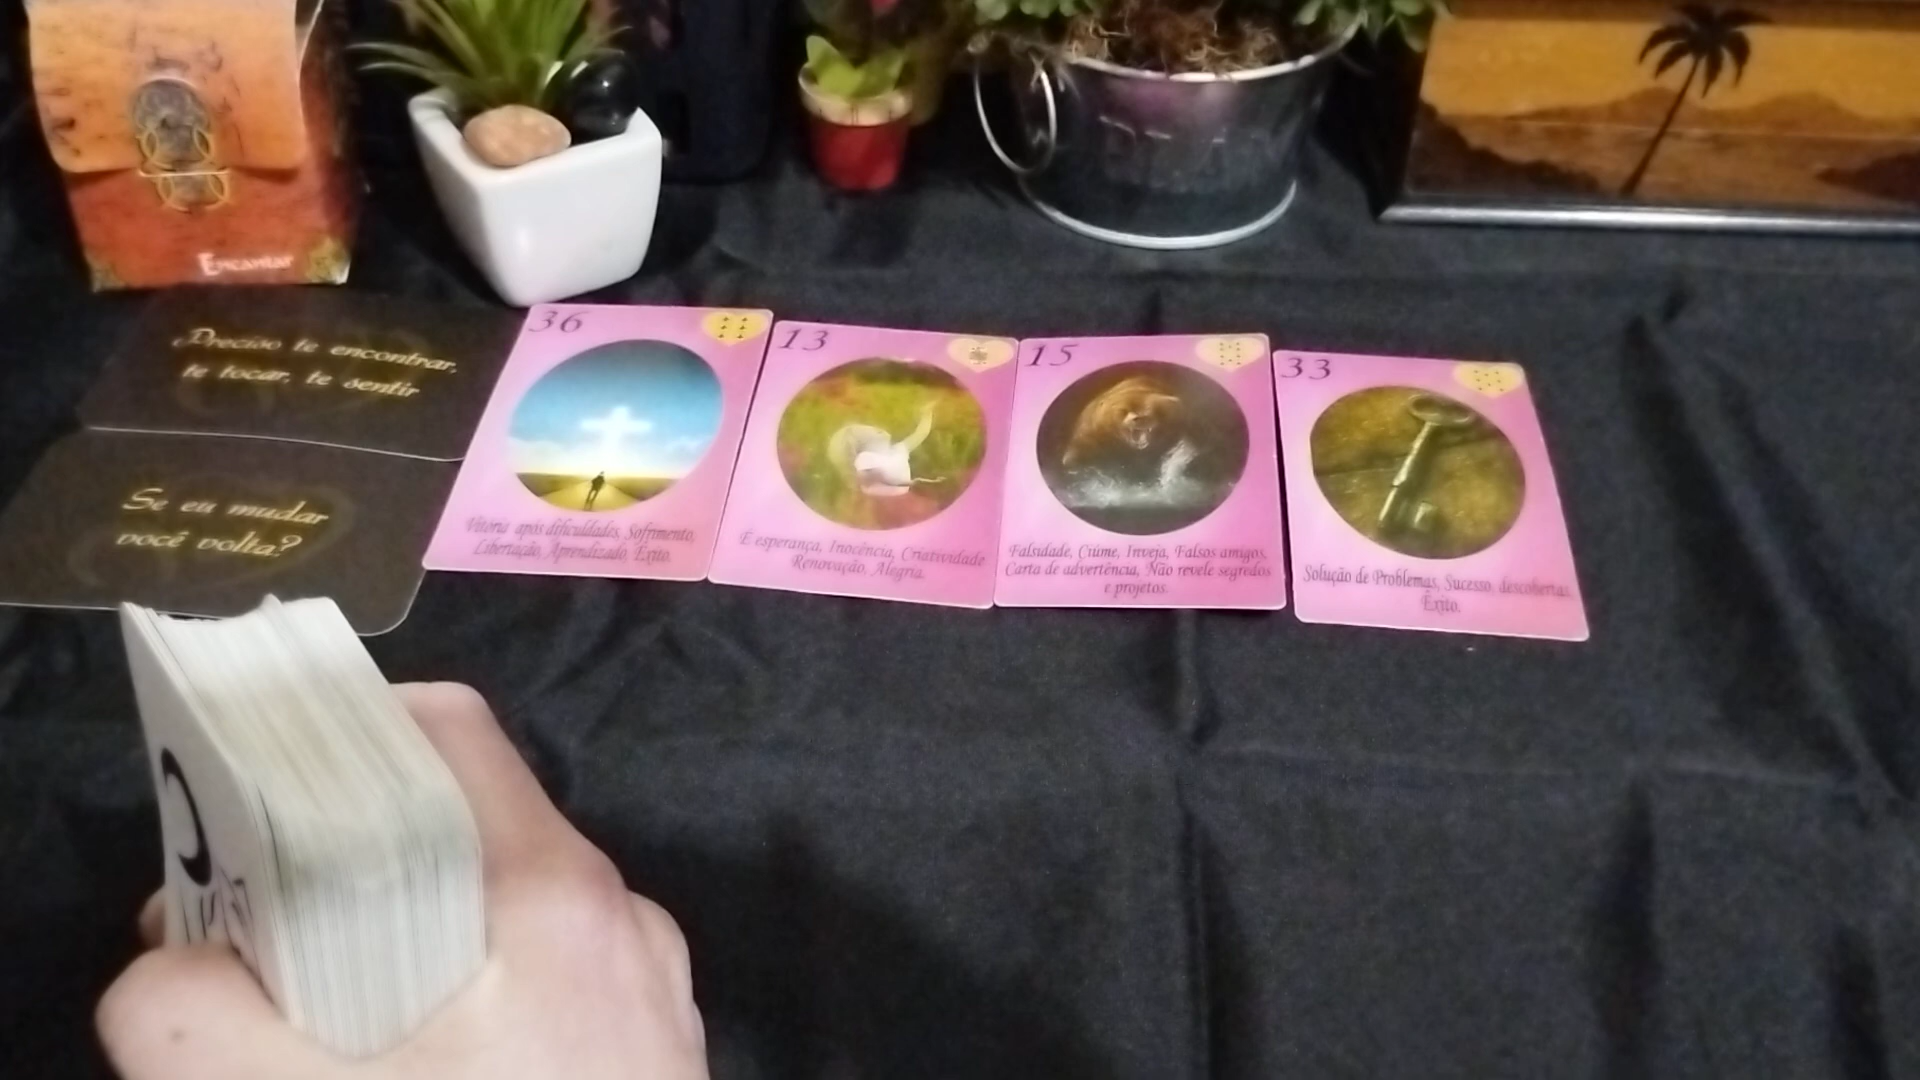 Encantar
Preciso te encontrar,
te tocar, te sentir
Se eu mudar
você volta?
36
Vitória após dificuldades, Sofrimento,
Libertação, Aprendizado, Êxito.
13
É esperança, Inocência, Criatividade
Renovação, Alegria.
15
Falsidade, Ciúme, Inveja, Falsos amigos,
Carta de advertência, Não revele segredos
e projetos.
33
Solução de Problemas, Sucesso, descobertas,
Êxito.